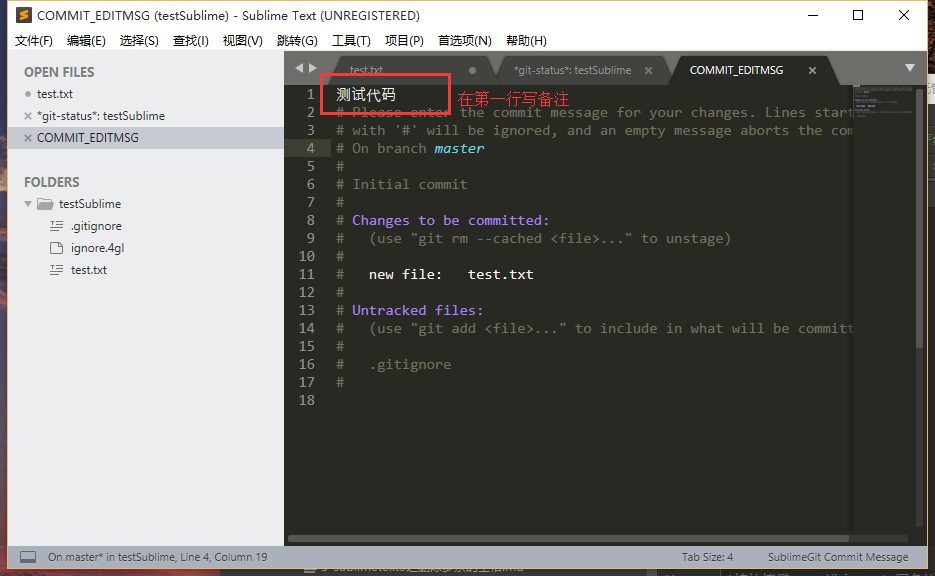 COMMIT_EDITMSG (testSublime) - Sublime Text (UNREGISTERED)
文件(F) 编辑(E) 选择(S) 查找(I) 视图(V) 跳转(G) 工具(T) 项目(P) 首选项(N) 帮助(H)
OPEN FILES
test.txt
*git-status*: testSublime
COMMIT_EDITMSG
FOLDERS
testSublime
.gitignore
ignore.4gl
test.txt
test.txt *git-status*: testSublime COMMIT_EDITMSG
1 测试代码 在第一行写备注
2 # Please enter the commit message for your changes. Lines start
3 # with '#' will be ignored, and an empty message aborts the com
4 # On branch master
5 #
6 # Initial commit
7 #
8 # Changes to be committed:
9 #   (use "git rm --cached <file>..." to unstage)
10 #
11 #   new file:   test.txt
12 #
13 # Untracked files:
14 #   (use "git add <file>..." to include in what will be committ
15 #
16 #   .gitignore
17 #
18
On master* in testSublime, Line 4, Column 19 Tab Size: 4 SublimeGit Commit Message